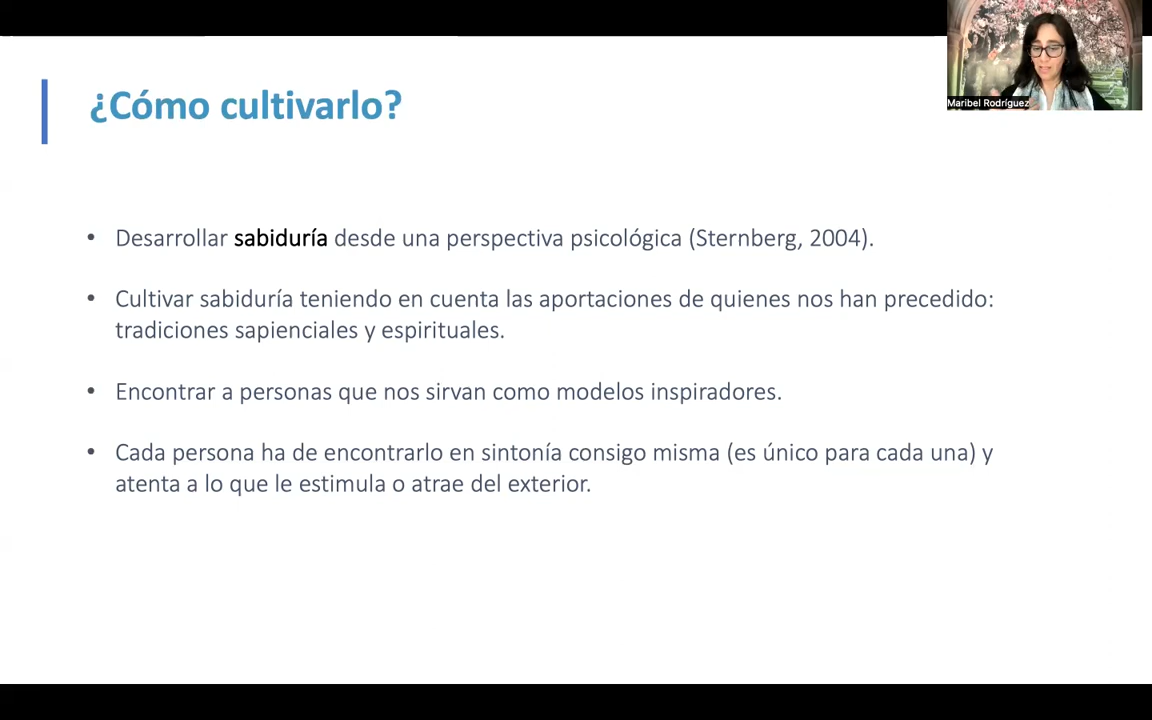 ¿Cómo cultivarlo?
Maribel Rodríguez
• Desarrollar sabiduría desde una perspectiva psicológica (Sternberg, 2004).
• Cultivar sabiduría teniendo en cuenta las aportaciones de quienes nos han precedido:
tradiciones sapienciales y espirituales.
• Encontrar a personas que nos sirvan como modelos inspiradores.
• Cada persona ha de encontrarlo en sintonía consigo misma (es único para cada una) y
atenta a lo que le estimula o atrae del exterior.